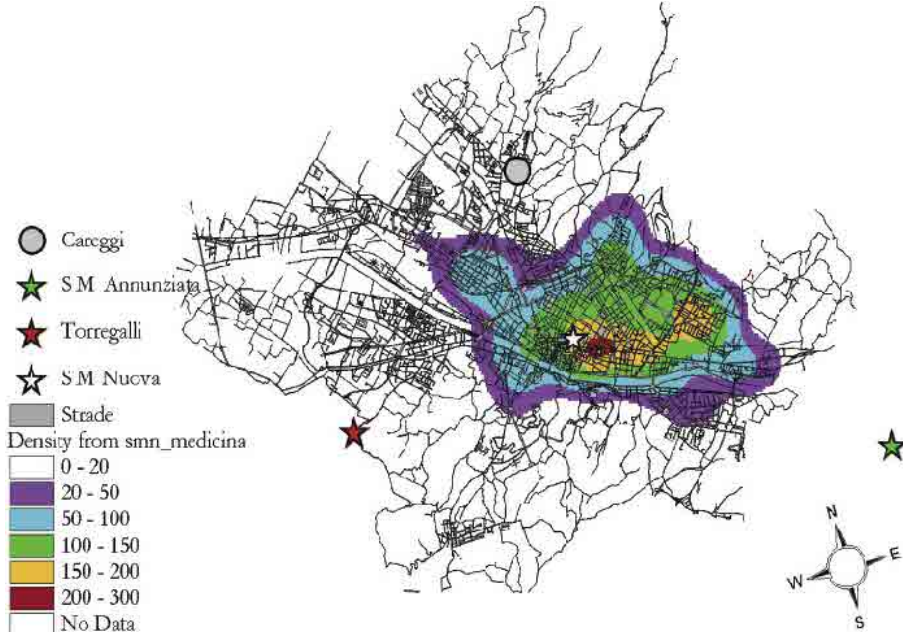 Careggi
S M Annunziata
Torregalli
S M Nuova
Strade
Density from smn_medicina
0 - 20
20 - 50
50 - 100
100 - 150
150 - 200
200 - 300
No Data
N
E
W
S